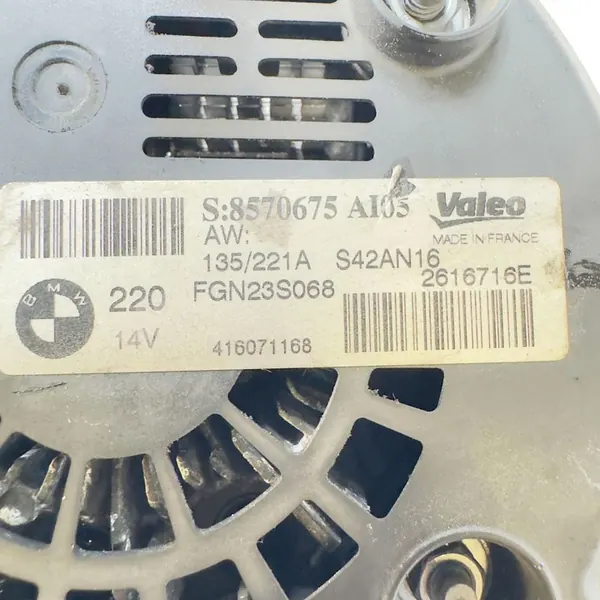 S:8570675 AI05 Valeo
AW: MADE IN FRANCE
135/221A S42AN16
BMW 220 FGN23S068 2616716E
14V 416071168